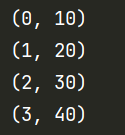 (0, 10)
(1, 20)
(2, 30)
(3, 40)